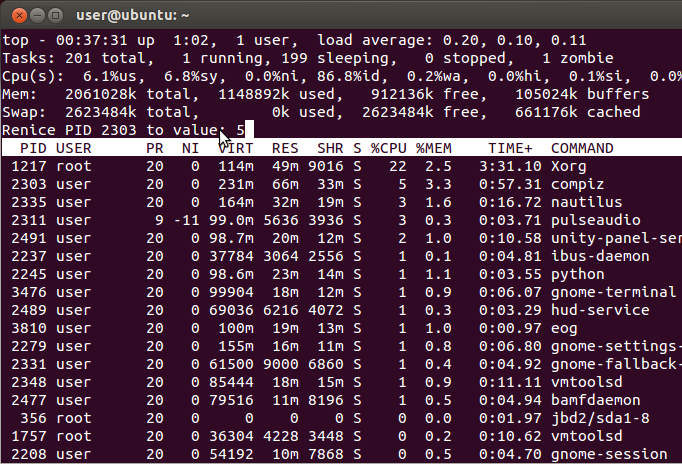 user@ubuntu: ~
top - 00:37:31 up  1:02,  1 user,  load average: 0.20, 0.10, 0.11
Tasks: 201 total,   1 running, 199 sleeping,   0 stopped,   1 zombie
Cpu(s):  6.1%us,  6.8%sy,  0.0%ni, 86.8%id,  0.2%wa,  0.0%hi,  0.1%si,  0.0%
Mem:   2061028k total,  1148892k used,   912136k free,   105024k buffers
Swap:  2623484k total,        0k used,  2623484k free,   661176k cached
Renice PID 2303 to value: 5
PID USER      PR  NI  VIRT  RES  SHR S %CPU %MEM    TIME+  COMMAND
1217 root      20   0  114m  49m 9016 S   22  2.5   3:31.10 Xorg
2303 user      20   0  231m  66m  33m S    5  3.3   0:57.31 compiz
2335 user      20   0  164m  32m  19m S    3  1.6   0:16.72 nautilus
2311 user       9 -11 99.0m 5636 3936 S    3  0.3   0:03.71 pulseaudio
2491 user      20   0 98.7m  20m  12m S    2  1.0   0:10.58 unity-panel-ser
2237 user      20   0 37784 3064 2556 S    1  0.1   0:04.81 ibus-daemon
2245 user      20   0 98.6m  23m  14m S    1  1.1   0:03.55 python
3476 user      20   0 99904  18m  12m S    1  0.9   0:06.07 gnome-terminal
2489 user      20   0 69036 6216 4072 S    1  0.3   0:03.29 hud-service
3810 user      20   0  100m  19m  13m S    1  1.0   0:00.97 eog
2279 user      20   0  155m  16m  11m S    1  0.8   0:06.80 gnome-settings-
2331 user      20   0 61500 9000 6860 S    1  0.4   0:04.92 gnome-fallback-
2348 user      20   0 85444  18m  15m S    1  0.9   0:11.11 vmtoolsd
2477 user      20   0 79516  11m 8196 S    1  0.5   0:04.94 bamfdaemon
356 root      20   0     0    0    0 S    0  0.0   0:01.97 jbd2/sda1-8
1757 root      20   0 36304 4228 3448 S    0  0.2   0:10.62 vmtoolsd
2208 user      20   0 54192  10m 7868 S    0  0.5   0:04.70 gnome-session